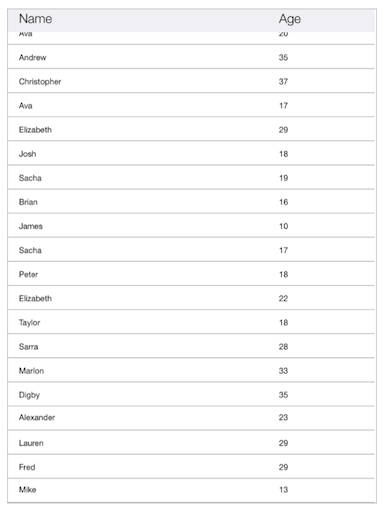 Name Age
Ava 20
Andrew 35
Christopher 37
Ava 17
Elizabeth 29
Josh 18
Sacha 19
Brian 16
James 10
Sacha 17
Peter 18
Elizabeth 22
Taylor 18
Sarra 28
Marlon 33
Digby 35
Alexander 23
Lauren 29
Fred 29
Mike 13